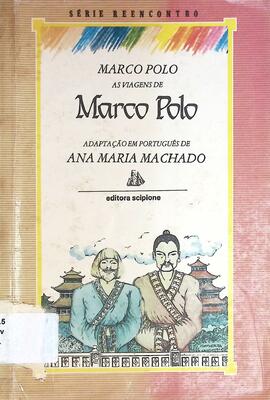 SÉRIE REENCONTRO
MARCO POLO
AS VIAGENS DE
Marco Polo
ADAPTAÇÃO EM PORTUGUÊS DE
ANA MARIA MACHADO
editora scipione